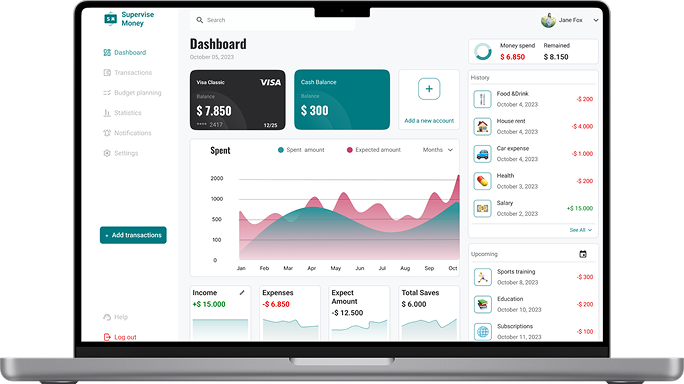 Supervise
Money
Search
Jane Fox
Dashboard
October 05, 2023
Dashboard
Transactions
Budget planning
Statistics
Notifications
Settings
+ Add transactions
Help
Log out
Visa Classic
VISA
Balance
$ 7.850
**** 2417
12/25
Cash Balance
Balance
$ 300
+
Add a new account
Money spend
$ 6.850
Remained
$ 8.150
Spent
Spent amount
Expected amount
Months
2000
1000
500
100
0
Jan Feb Mar Apr May Jun Jul Avg Sep Oct
Income
+$ 15.000
Expenses
-$ 6.850
Expect
Amount
-$ 12.500
Total Saves
$ 6.000
History
Food &Drink
October 4, 2023
-$ 200
House rent
October 4, 2023
-$ 4 000
Car expense
October 4, 2023
-$ 1.000
Health
October 3, 2023
-$ 200
Salary
October 2, 2023
+$ 15.000
See All
Upcoming
Sports training
October 8, 2023
-$ 300
Education
October 10, 2023
-$ 200
Subscriptions
October 11, 2023
-$ 100